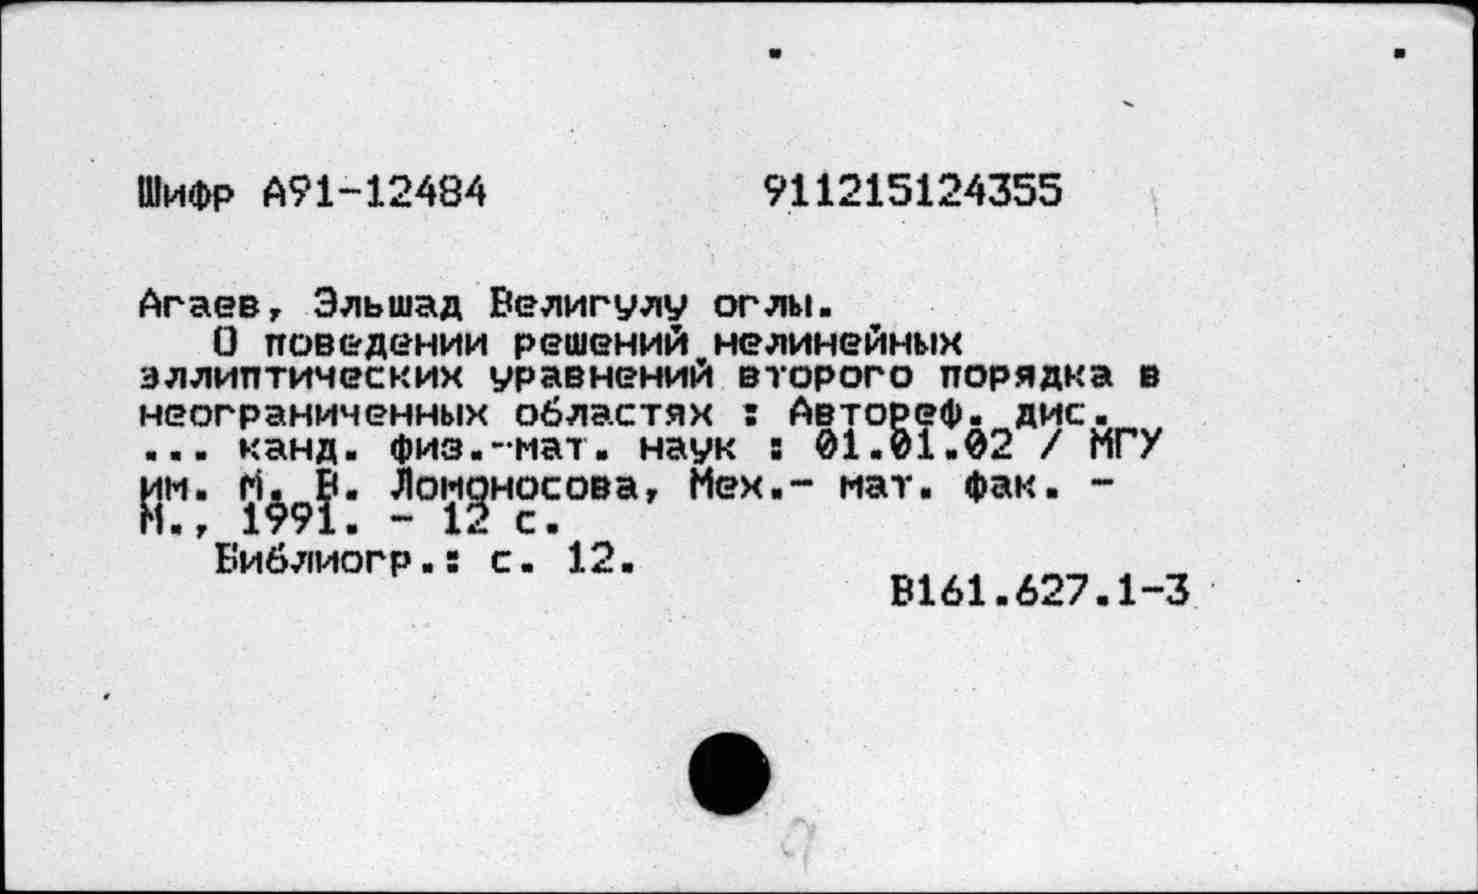 Шифр А91-12484 911215124355
Агаев, Эльшад Велигулу оглы.
О поведении решений нелинейных
эллиптических уравнений второго порядка в
неограниченных областях : Автореф. дис.
... канд. физ.-мат. наук : 01.01.02 / МГУ
им. М. В. Ломоносова, Мех.- мат. фак. -
М., 1991. - 12 с.
Библиогр.: с. 12.
В161.627.1-3